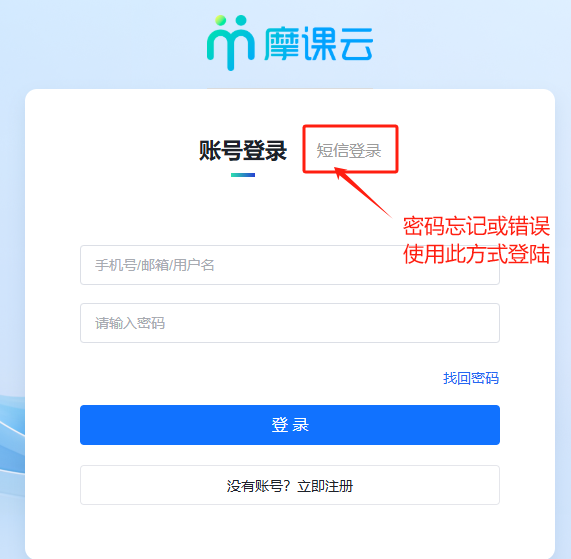 摩课云
账号登录 短信登录
密码忘记或错误
使用此方式登陆
手机号/邮箱/用户名
请输入密码
找回密码
登 录
没有账号？立即注册